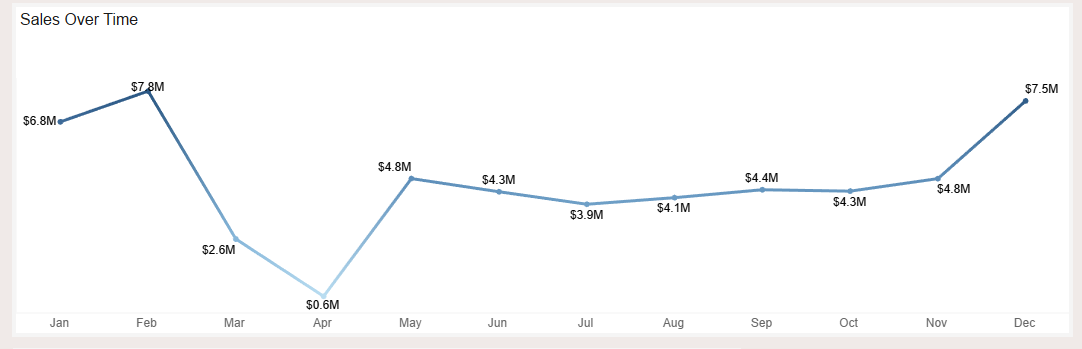 Sales Over Time
$6.8M
$7.8M
$2.6M
$0.6M
$4.8M
$4.3M
$3.9M
$4.1M
$4.4M
$4.3M
$4.8M
$7.5M
Jan Feb Mar Apr May Jun Jul Aug Sep Oct Nov Dec